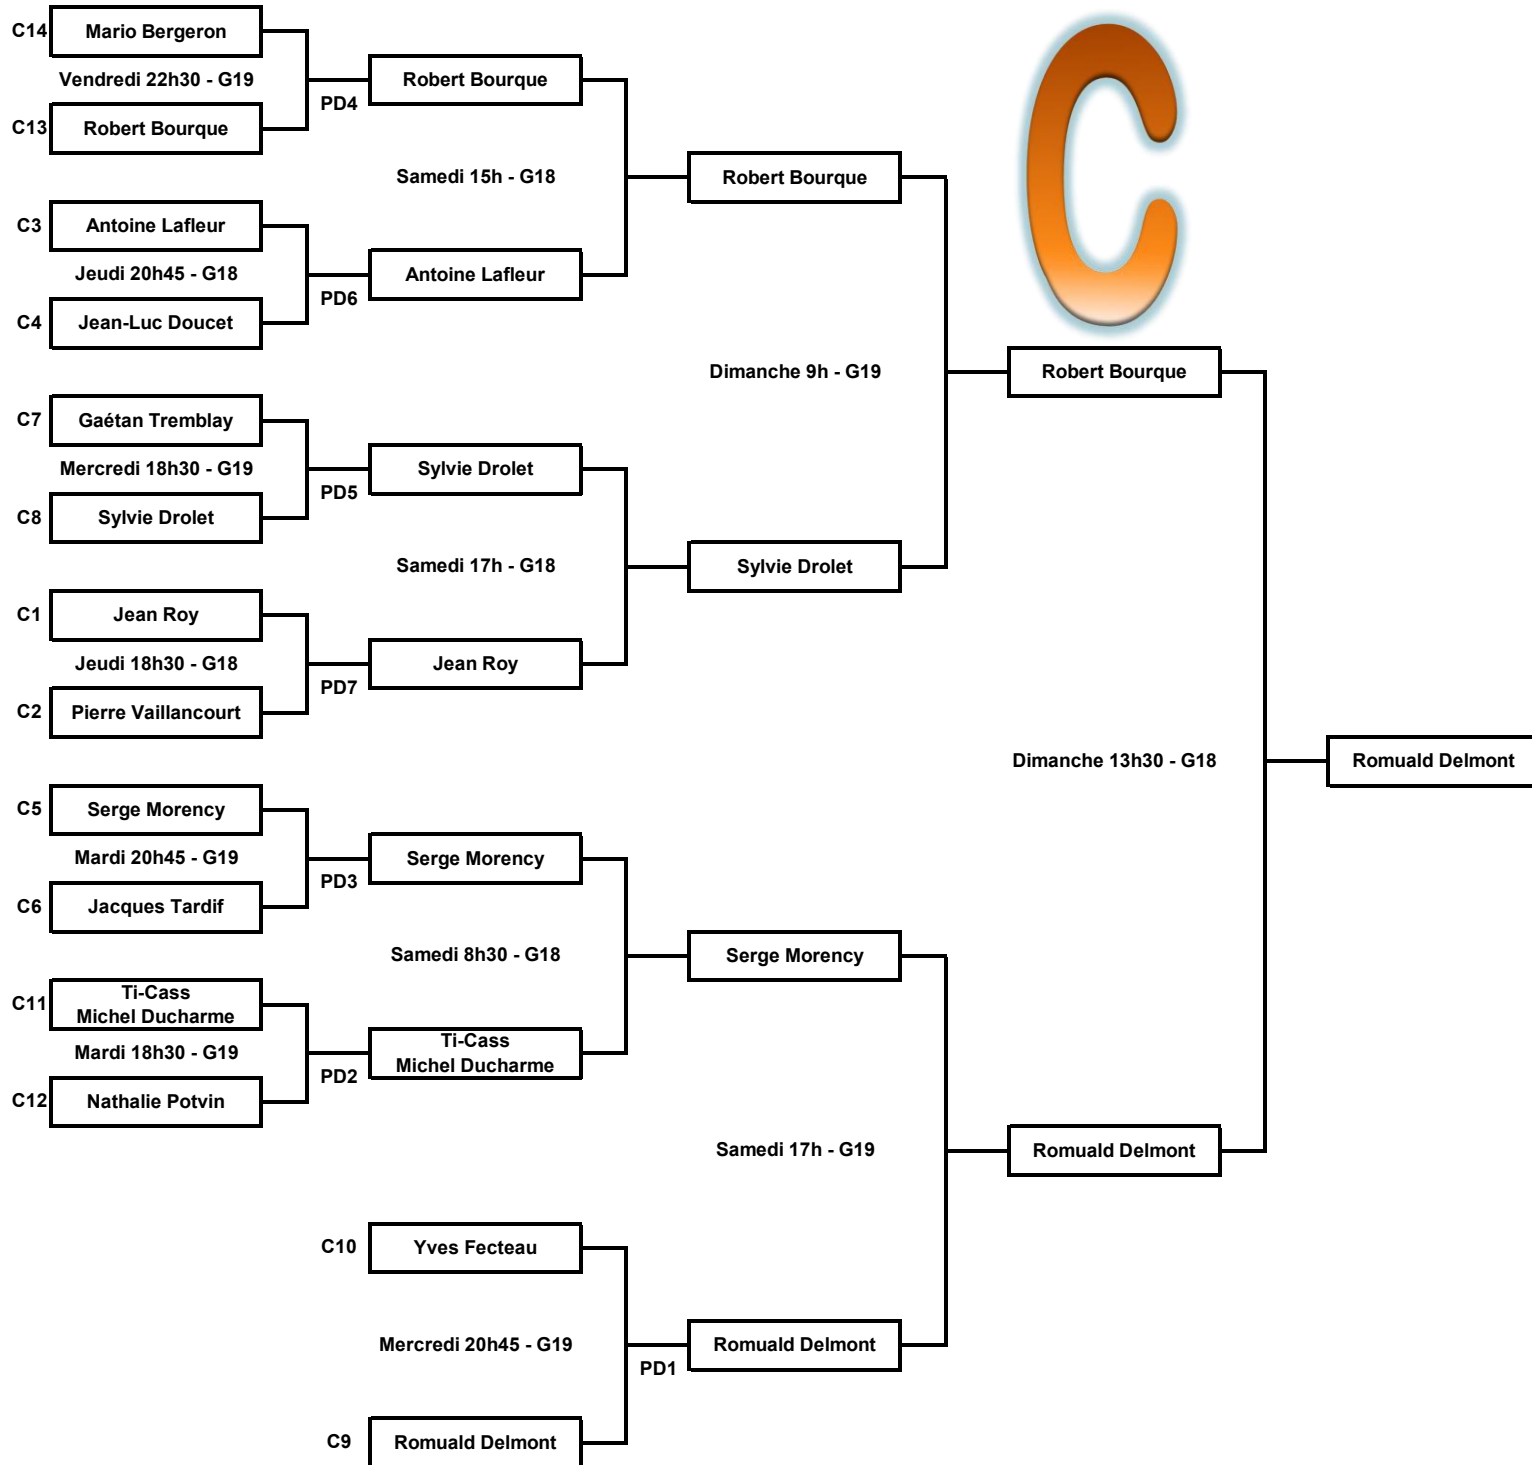 C14
Mario Bergeron
Vendredi 22h30 - G19
C13
Robert Bourque
PD4
Robert Bourque
Samedi 15h - G18
C3
Antoine Lafleur
Jeudi 20h45 - G18
C4
Jean-Luc Doucet
PD6
Antoine Lafleur
Robert Bourque
C
Dimanche 9h - G19
Robert Bourque
C7
Gaétan Tremblay
Mercredi 18h30 - G19
C8
Sylvie Drolet
PD5
Sylvie Drolet
Samedi 17h - G18
Sylvie Drolet
C1
Jean Roy
Jeudi 18h30 - G18
C2
Pierre Vaillancourt
PD7
Jean Roy
Dimanche 13h30 - G18
Romuald Delmont
C5
Serge Morency
Mardi 20h45 - G19
C6
Jacques Tardif
PD3
Serge Morency
Samedi 8h30 - G18
Serge Morency
C11
Ti-Cass
Michel Ducharme
Mardi 18h30 - G19
C12
Nathalie Potvin
PD2
Ti-Cass
Michel Ducharme
Samedi 17h - G19
Romuald Delmont
C10
Yves Fecteau
Mercredi 20h45 - G19
PD1
Romuald Delmont
C9
Romuald Delmont